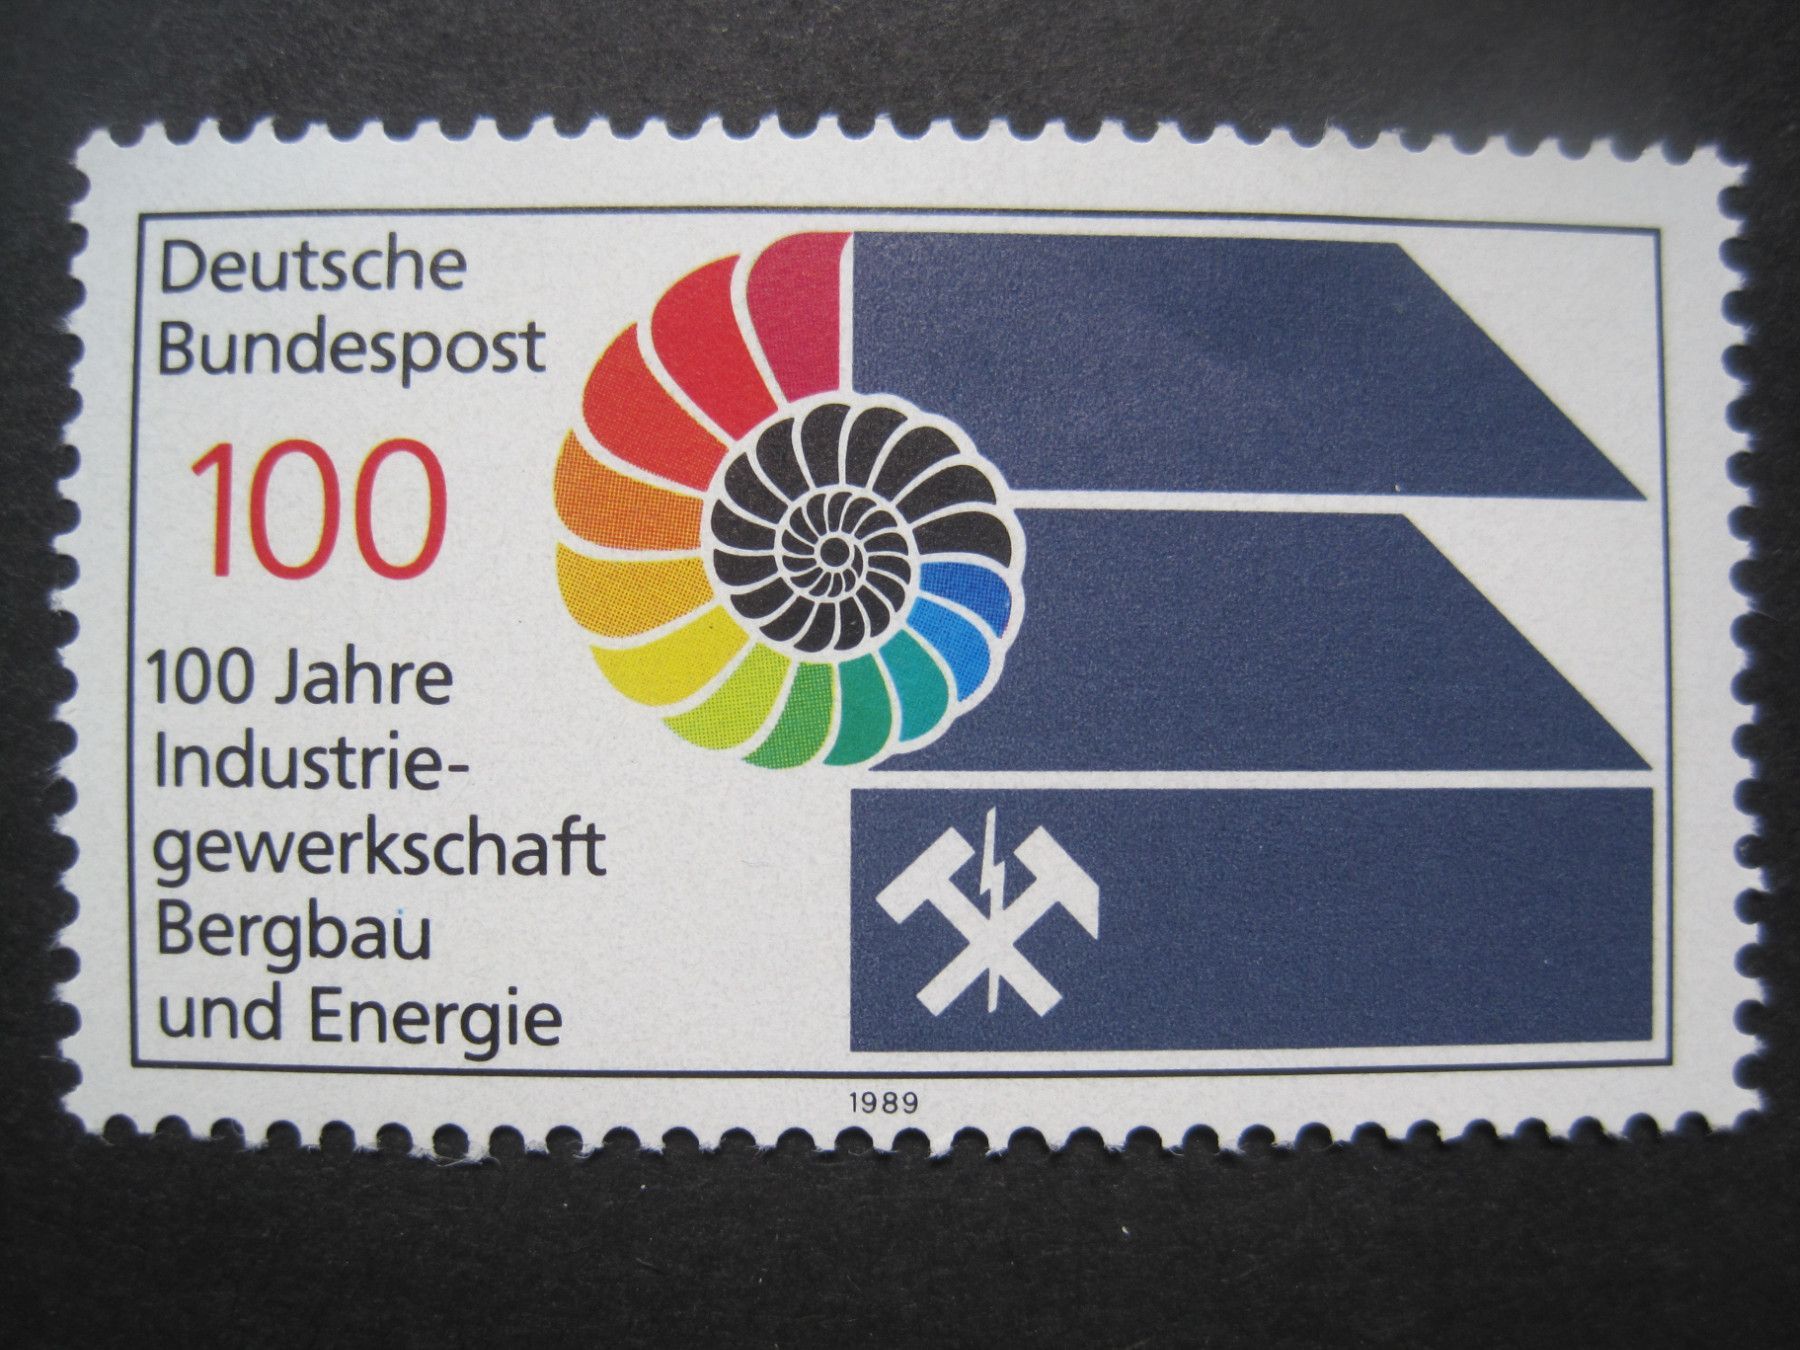 Deutsche
Bundespost
100
100 Jahre
Industrie-
gewerkschaft
Bergbau
und Energie
1989